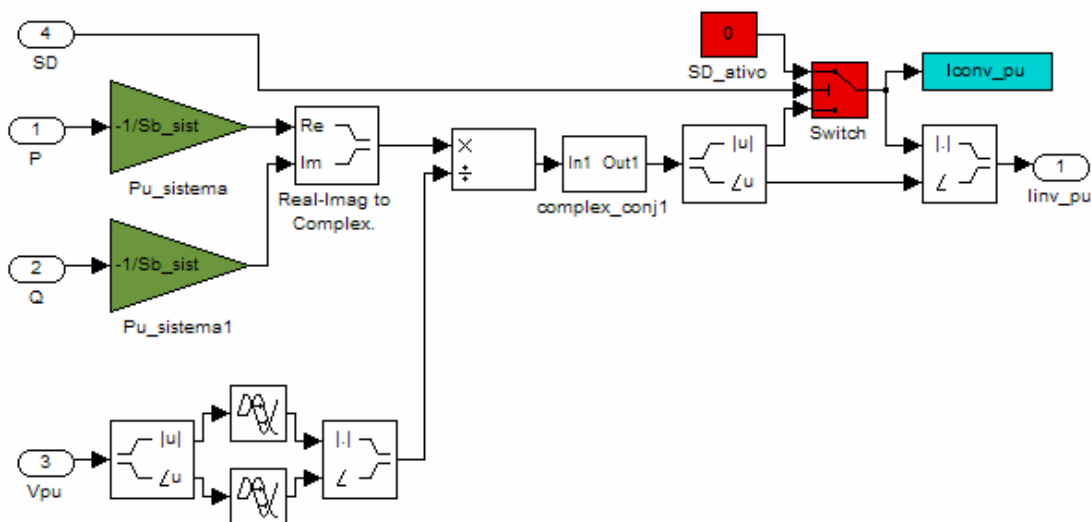 4
SD
0
SD_ativo
Iconv_pu
1
P
-1/Sb_sist
Pu_sistema
Re
Im
Real-Imag to
Complex.
×
÷
In1 Out1
complex_conj1
|u|
∠u
Switch
|.|
∠
1
Iinv_pu
2
Q
-1/Sb_sist
Pu_sistema1
3
Vpu
|u|
∠u
|.|
∠